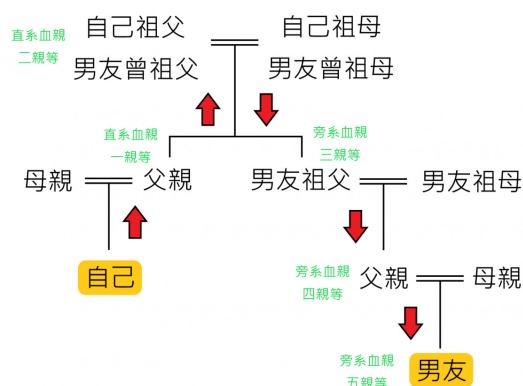 直系血親
二親等
自己祖父
自己祖母
男友曾祖父
男友曾祖母
直系血親
一親等
旁系血親
三親等
母親
父親
男友祖父
男友祖母
自己
旁系血親
四親等
父親
母親
旁系血親
五親等
男友